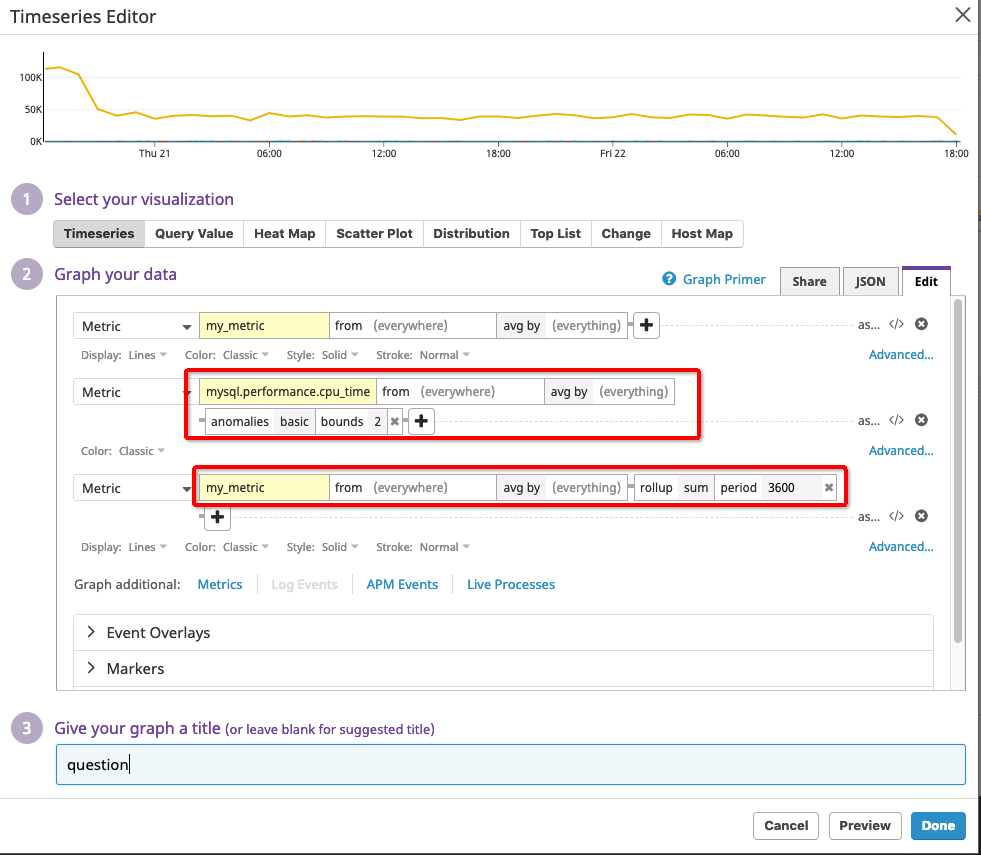 Timeseries Editor
100K
50K
0K
Thu 21 06:00 12:00 18:00 Fri 22 06:00 12:00 18:00
1 Select your visualization
Timeseries Query Value Heat Map Scatter Plot Distribution Top List Change Host Map
2 Graph your data
? Graph Primer Share JSON Edit
Metric my_metric from (everywhere) avg by (everything) + as... </>
Display: Lines Color: Classic Style: Solid Stroke: Normal Advanced...
Metric mysql.performance.cpu_time from (everywhere) avg by (everything)
anomalies basic bounds 2 + as... </>
Color: Classic Advanced...
Metric my_metric from (everywhere) avg by (everything) rollup sum period 3600
+ as... </>
Display: Lines Color: Classic Style: Solid Stroke: Normal Advanced...
Graph additional: Metrics Log Events APM Events Live Processes
Event Overlays
Markers
3 Give your graph a title (or leave blank for suggested title)
question
Cancel Preview Done